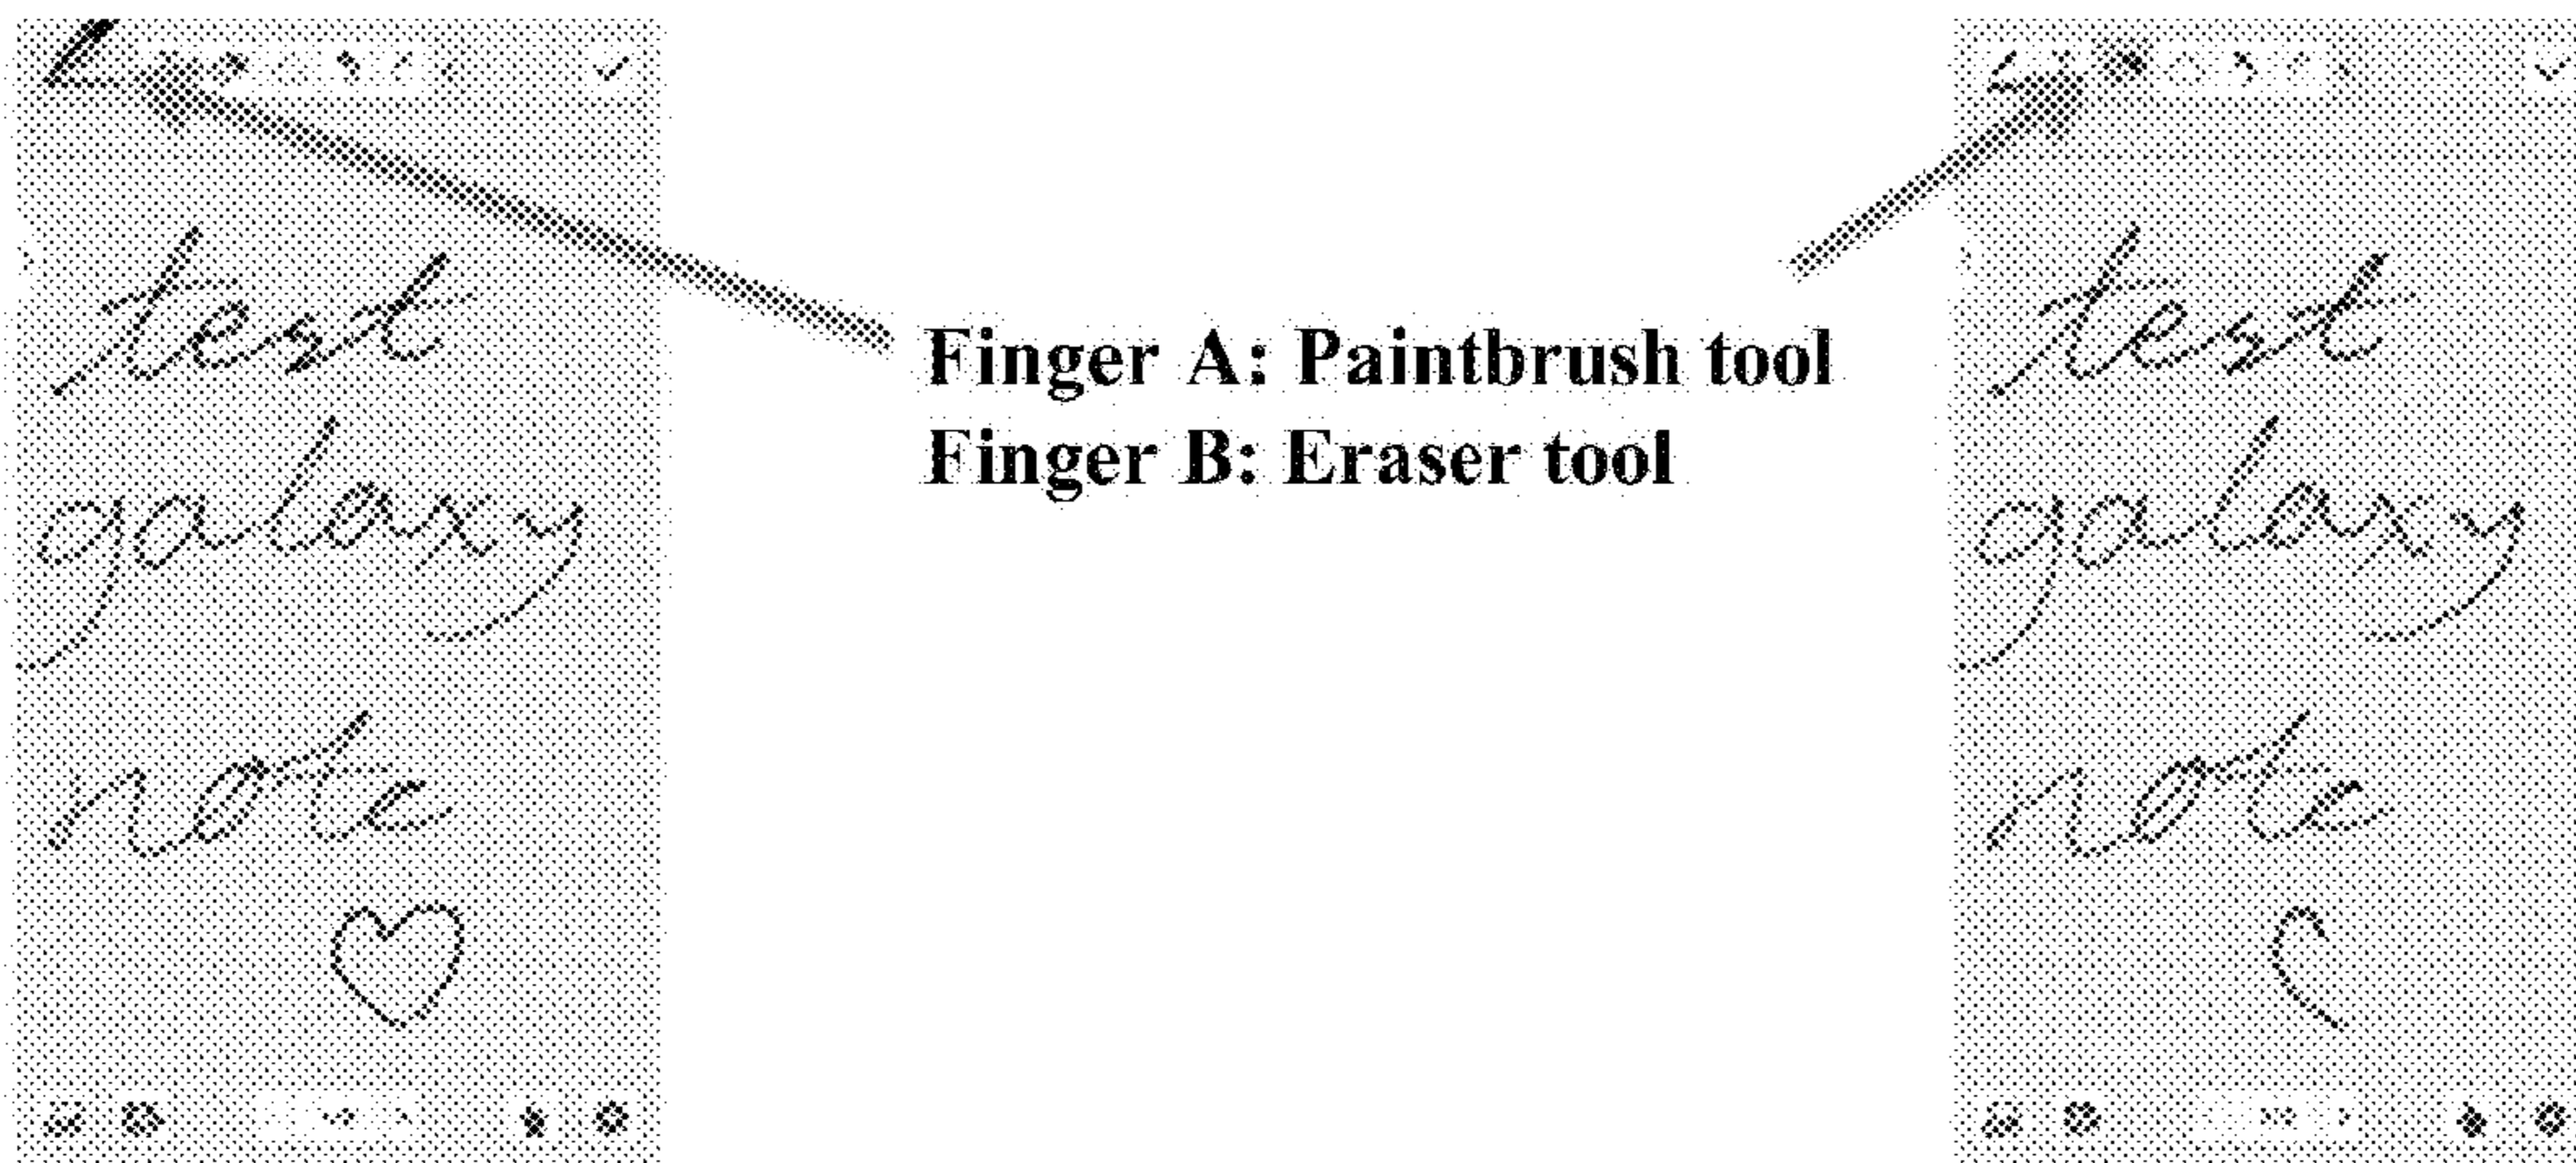 test
galaxy
note
Finger A: Paintbrush tool
Finger B: Eraser tool
test
galaxy
note